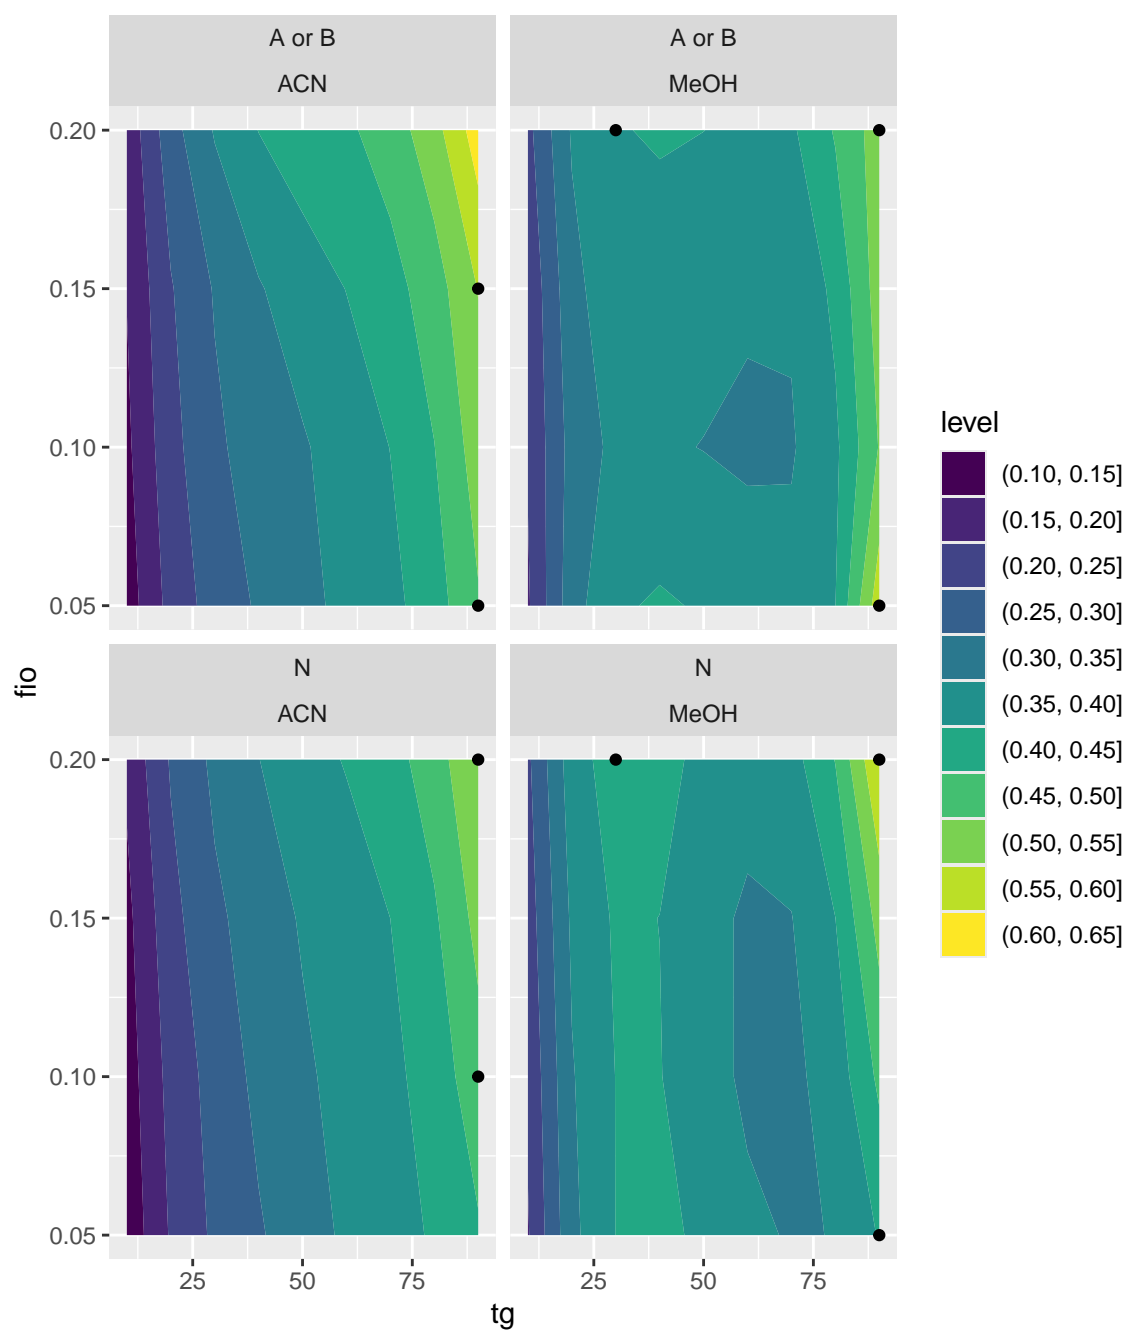 A or B
ACN
A or B
MeOH
0.20
0.15
0.10
0.05
N
ACN
N
MeOH
0.20
0.15
0.10
0.05
25
50
75
25
50
75
tg
fio
level
(0.10, 0.15]
(0.15, 0.20]
(0.20, 0.25]
(0.25, 0.30]
(0.30, 0.35]
(0.35, 0.40]
(0.40, 0.45]
(0.45, 0.50]
(0.50, 0.55]
(0.55, 0.60]
(0.60, 0.65]